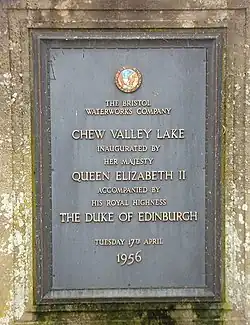 THE BRISTOL
WATERWORKS COMPANY
CHEW VALLEY LAKE
INAUGURATED BY
HER MAJESTY
QUEEN ELIZABETH II
ACCOMPANIED BY
HIS ROYAL HIGHNESS
THE DUKE OF EDINBURGH
TUESDAY 17TH APRIL
1956